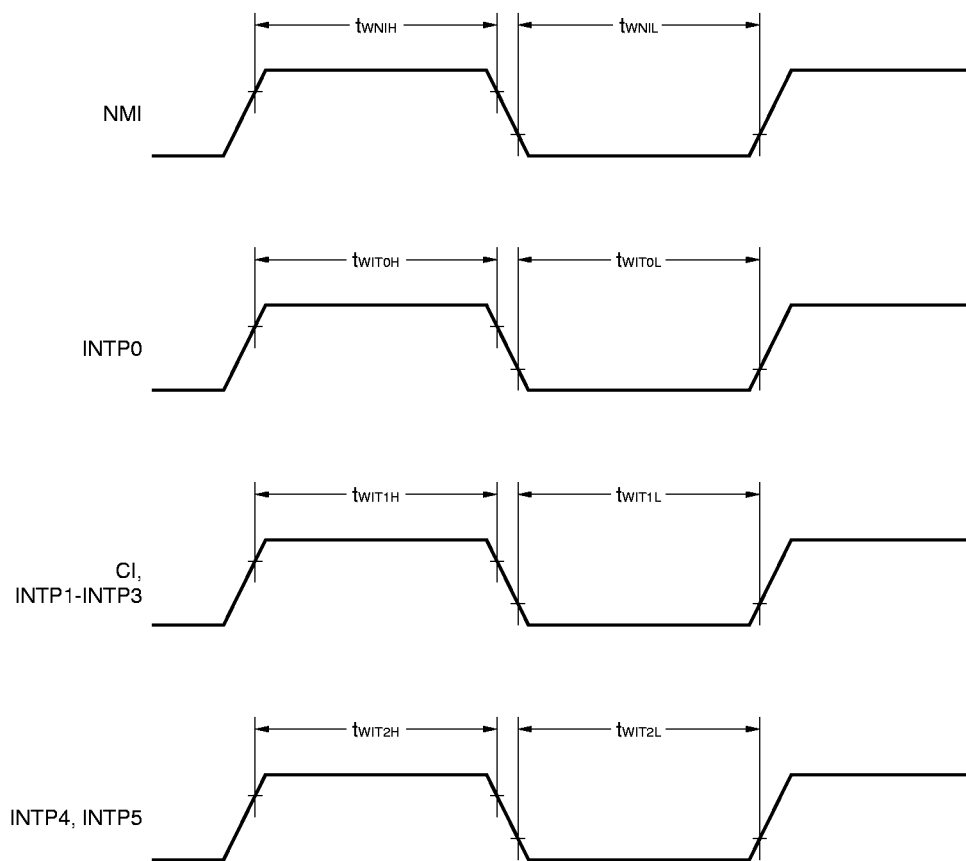 tWNIH tWNIL
NMI
tWIT0H tWIT0L
INTP0
tWIT1H tWIT1L
CI,
INTP1-INTP3
tWIT2H tWIT2L
INTP4, INTP5